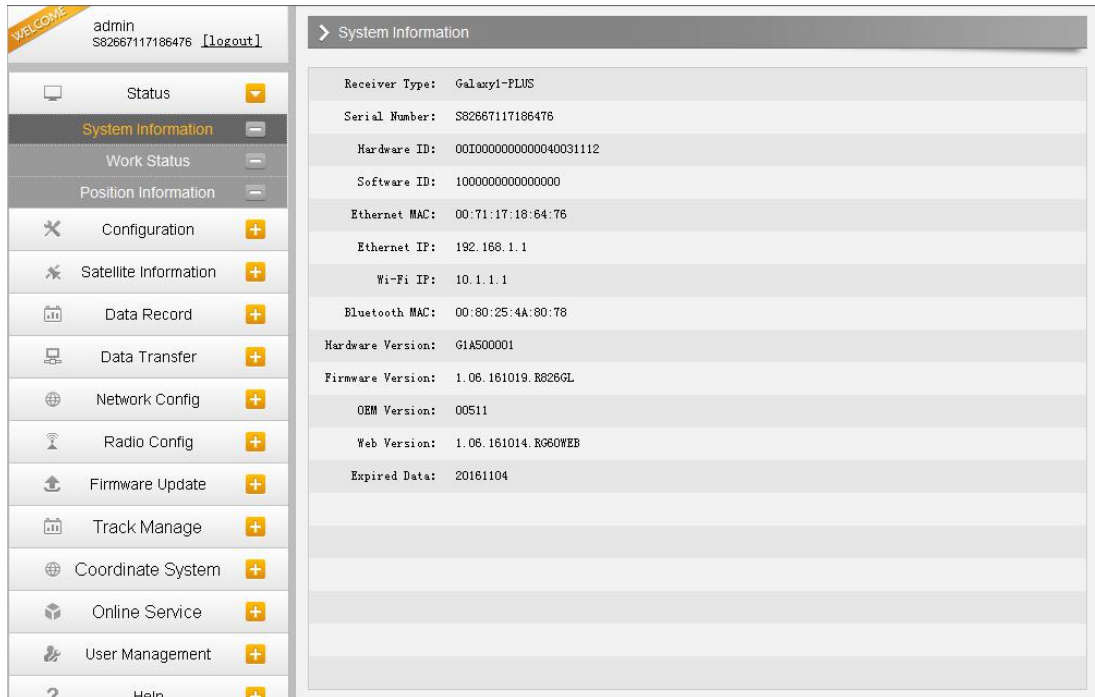 WELCOME
admin
S82667117186476 [logout]
Status
System Information
Work Status
Position Information
Configuration
Satellite Information
Data Record
Data Transfer
Network Config
Radio Config
Firmware Update
Track Manage
Coordinate System
Online Service
User Management
Help
System Information
Receiver Type: Galaxy1-PLUS
Serial Number: S82667117186476
Hardware ID: 00I0000000000040031112
Software ID: 1000000000000000
Ethernet MAC: 00:71:17:18:64:76
Ethernet IP: 192.168.1.1
Wi-Fi IP: 10.1.1.1
Bluetooth MAC: 00:80:25:4A:80:78
Hardware Version: G1A500001
Firmware Version: 1.06.161019.R826GL
OEM Version: 00511
Web Version: 1.06.161014.RG60WEB
Expired Data: 20161104